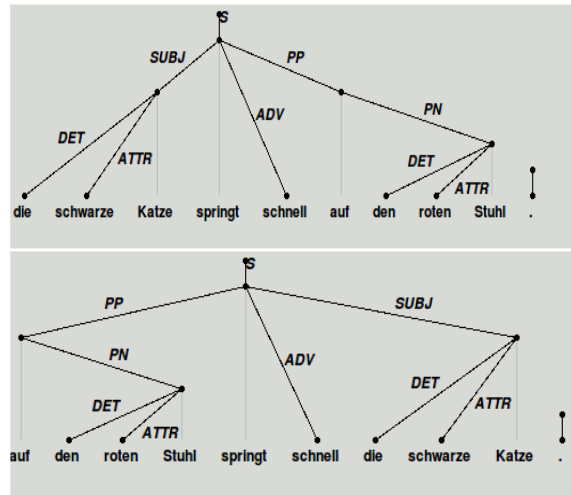 S
SUBJ PP
ADV PN
DET ATTR DET ATTR
die schwarze Katze springt schnell auf den roten Stuhl .
S
PP SUBJ
PN ADV
DET ATTR DET ATTR
auf den roten Stuhl springt schnell die schwarze Katze .